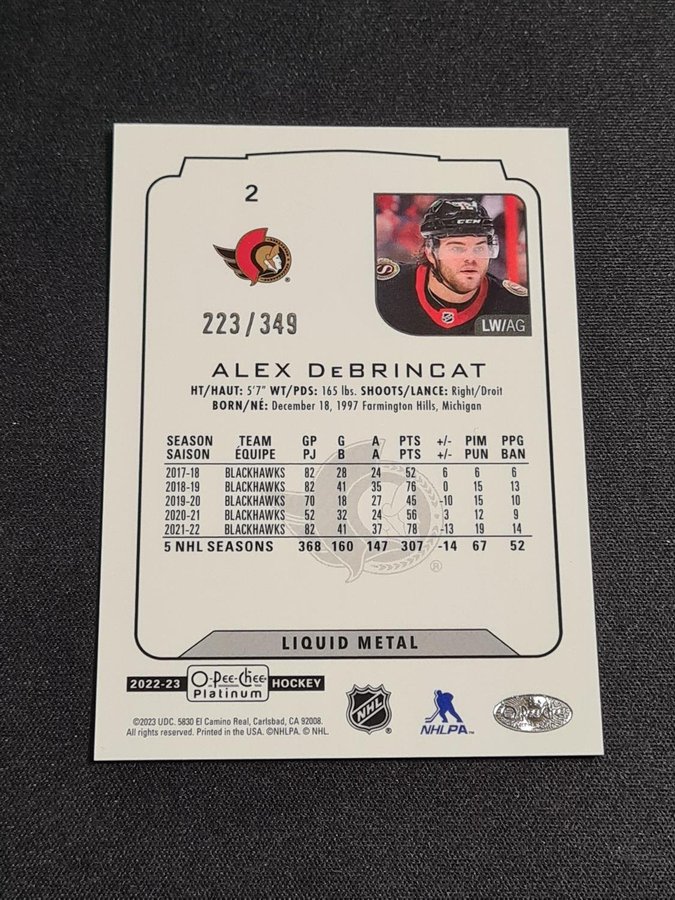 2
223/349
CCM
LW/AG
ALEX DEBRINCAT
HT/HAUT: 5'7" WT/PDS: 165 lbs. SHOOTS/LANCE: Right/Droit
BORN/NÉ: December 18, 1997 Farmington Hills, Michigan
SEASON TEAM GP G A PTS +/- PIM PPG
SAISON ÉQUIPE PJ B A PTS +/- PUN BAN
2017-18 BLACKHAWKS 82 28 24 52 6 6 6
2018-19 BLACKHAWKS 82 41 35 76 0 15 13
2019-20 BLACKHAWKS 70 18 27 45 -10 15 10
2020-21 BLACKHAWKS 52 32 24 56 3 12 9
2021-22 BLACKHAWKS 82 41 37 78 -13 19 14
5 NHL SEASONS 368 160 147 307 -14 67 52
®
LIQUID METAL
2022-23 O-Pee-Chee Platinum HOCKEY
©2023 UDC. 5830 El Camino Real, Carlsbad, CA 92008.
All rights reserved. Printed in the USA. ©NHLPA. © NHL.
NHL
NHLPA™